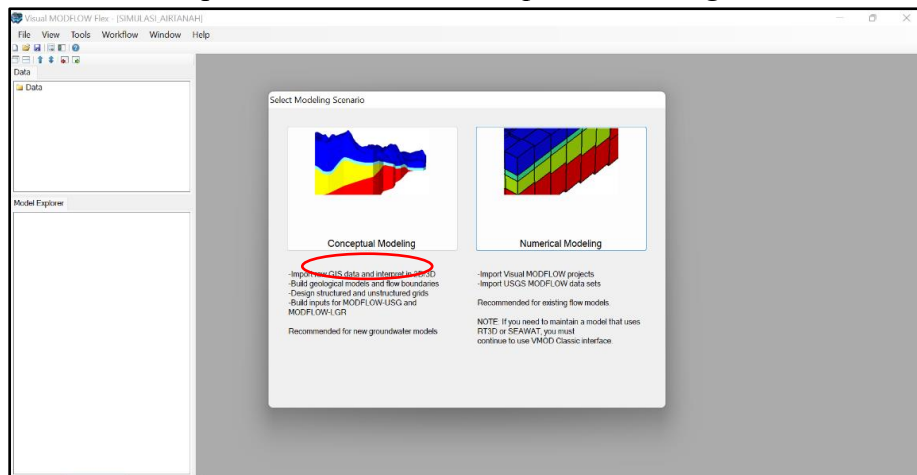 Visual MODFLOW Flex - [SIMULASI_AIRTANAH]
File View Tools Workflow Window Help
Data
Data
Model Explorer
Select Modeling Scenario
Conceptual Modeling
-Import raw GIS data and interpret in 2D-3D
-Build geological models and flow boundaries
-Design structured and unstructured grids
-Build inputs for MODFLOW-USG and
MODFLOW-LGR
Recommended for new groundwater models
Numerical Modeling
-Import Visual MODFLOW projects
-Import USGS MODFLOW data sets
Recommended for existing flow models.
NOTE: If you need to maintain a model that uses
RT3D or SEAWAT, you must
continue to use VMOD Classic interface.